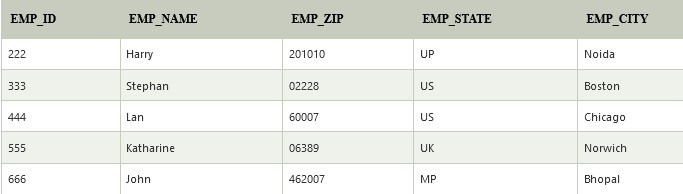 EMP_ID EMP_NAME EMP_ZIP EMP_STATE EMP_CITY
222 Harry 201010 UP Noida
333 Stephan 02228 US Boston
444 Lan 60007 US Chicago
555 Katharine 06389 UK Norwich
666 John 462007 MP Bhopal